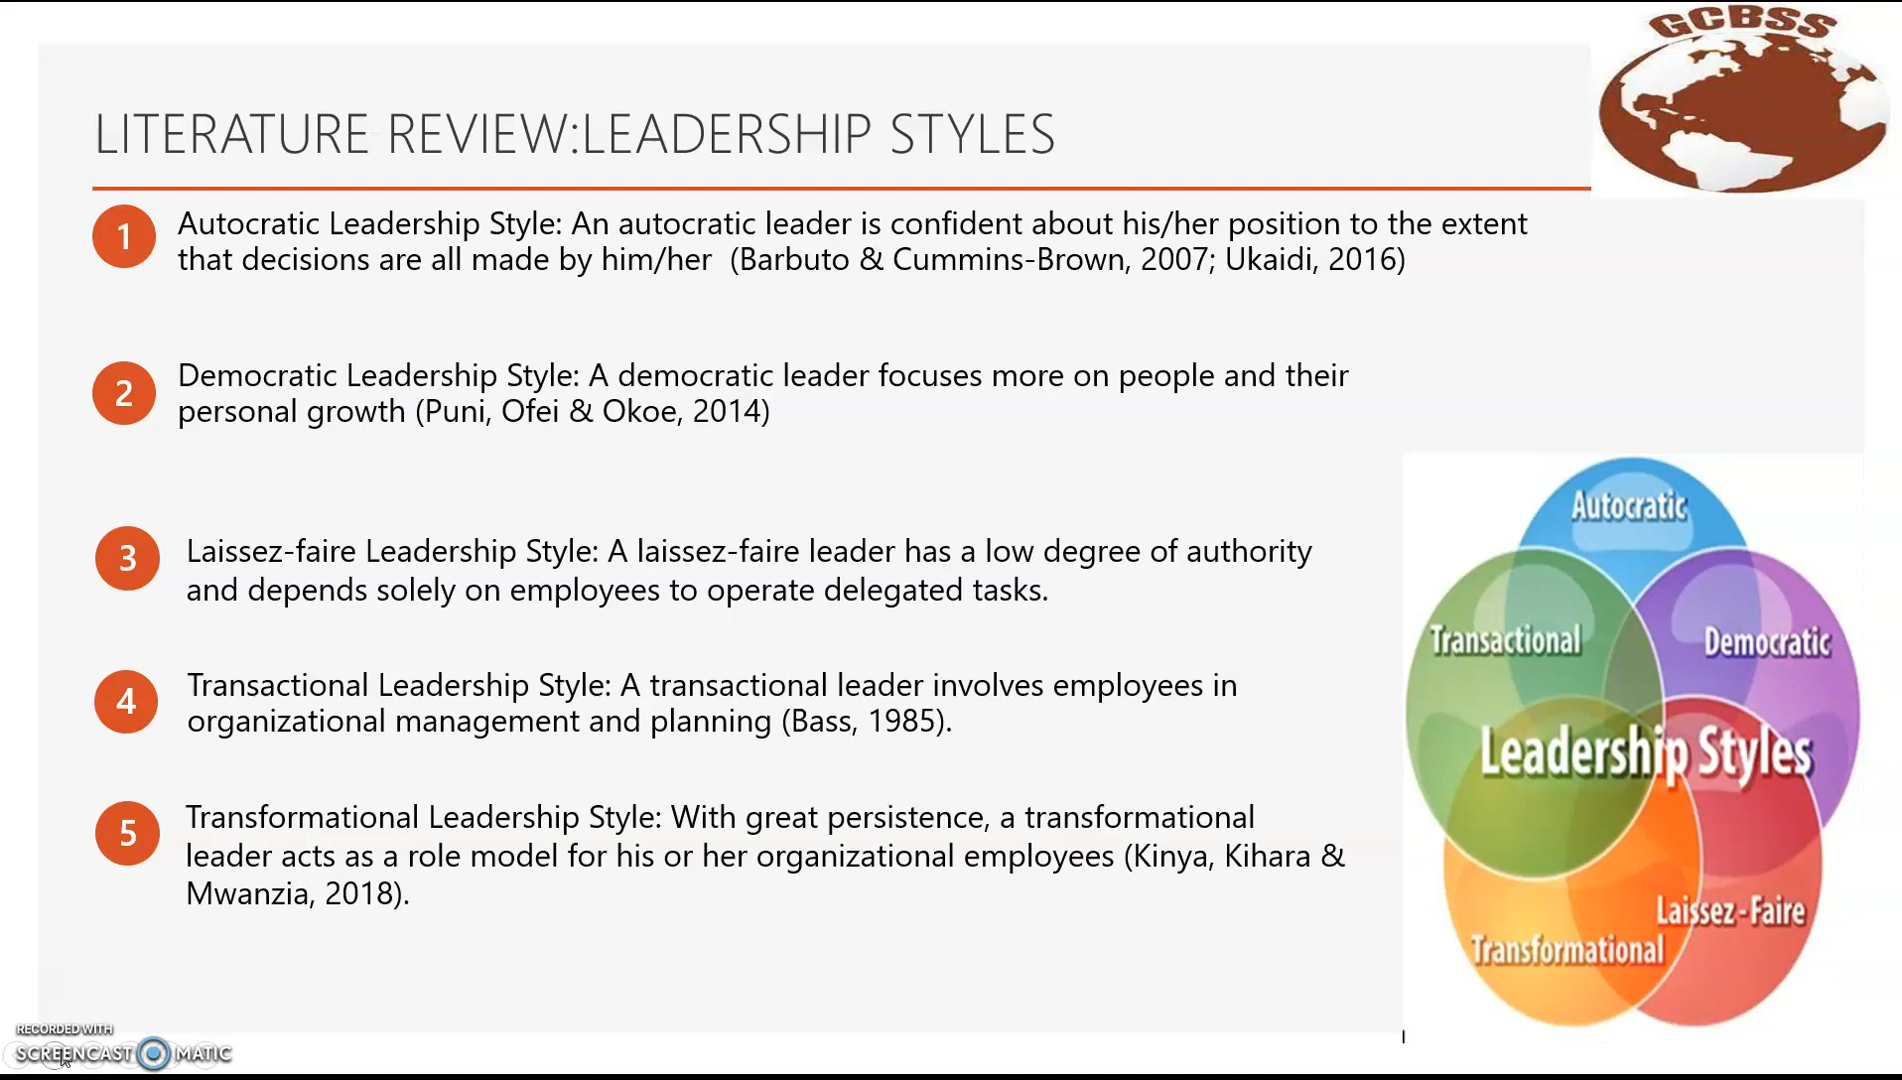 GCBSS
LITERATURE REVIEW:LEADERSHIP STYLES
1
Autocratic Leadership Style: An autocratic leader is confident about his/her position to the extent
that decisions are all made by him/her  (Barbuto & Cummins-Brown, 2007; Ukaidi, 2016)
2
Democratic Leadership Style: A democratic leader focuses more on people and their
personal growth (Puni, Ofei & Okoe, 2014)
3
Laissez-faire Leadership Style: A laissez-faire leader has a low degree of authority
and depends solely on employees to operate delegated tasks.
4
Transactional Leadership Style: A transactional leader involves employees in
organizational management and planning (Bass, 1985).
5
Transformational Leadership Style: With great persistence, a transformational
leader acts as a role model for his or her organizational employees (Kinya, Kihara &
Mwanzia, 2018).
Autocratic
Transactional
Democratic
Leadership Styles
Laissez-Faire
Transformational
RECORDED WITH
SCREENCAST MATIC